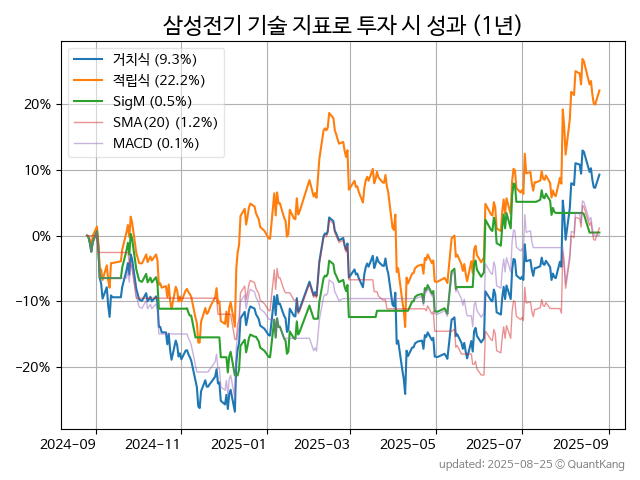 삼성전기 기술 지표로 투자 시 성과 (1년)
거치식 (9.3%)
적립식 (22.2%)
SigM (0.5%)
SMA(20) (1.2%)
MACD (0.1%)
20%
10%
0%
−10%
−20%
2024-09 2024-11 2025-01 2025-03 2025-05 2025-07 2025-09
updated: 2025-08-25 ⓒ QuantKang